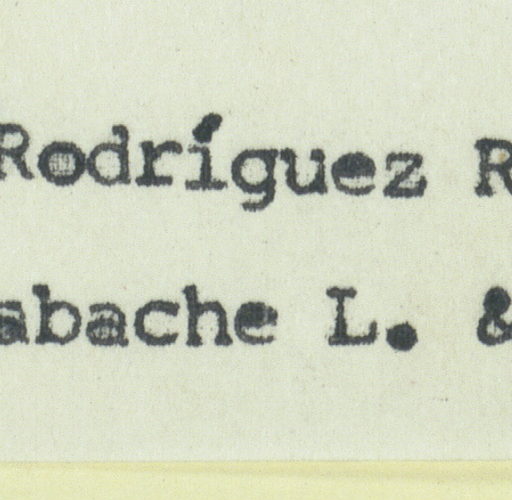 Rodríguez R
abache L. &